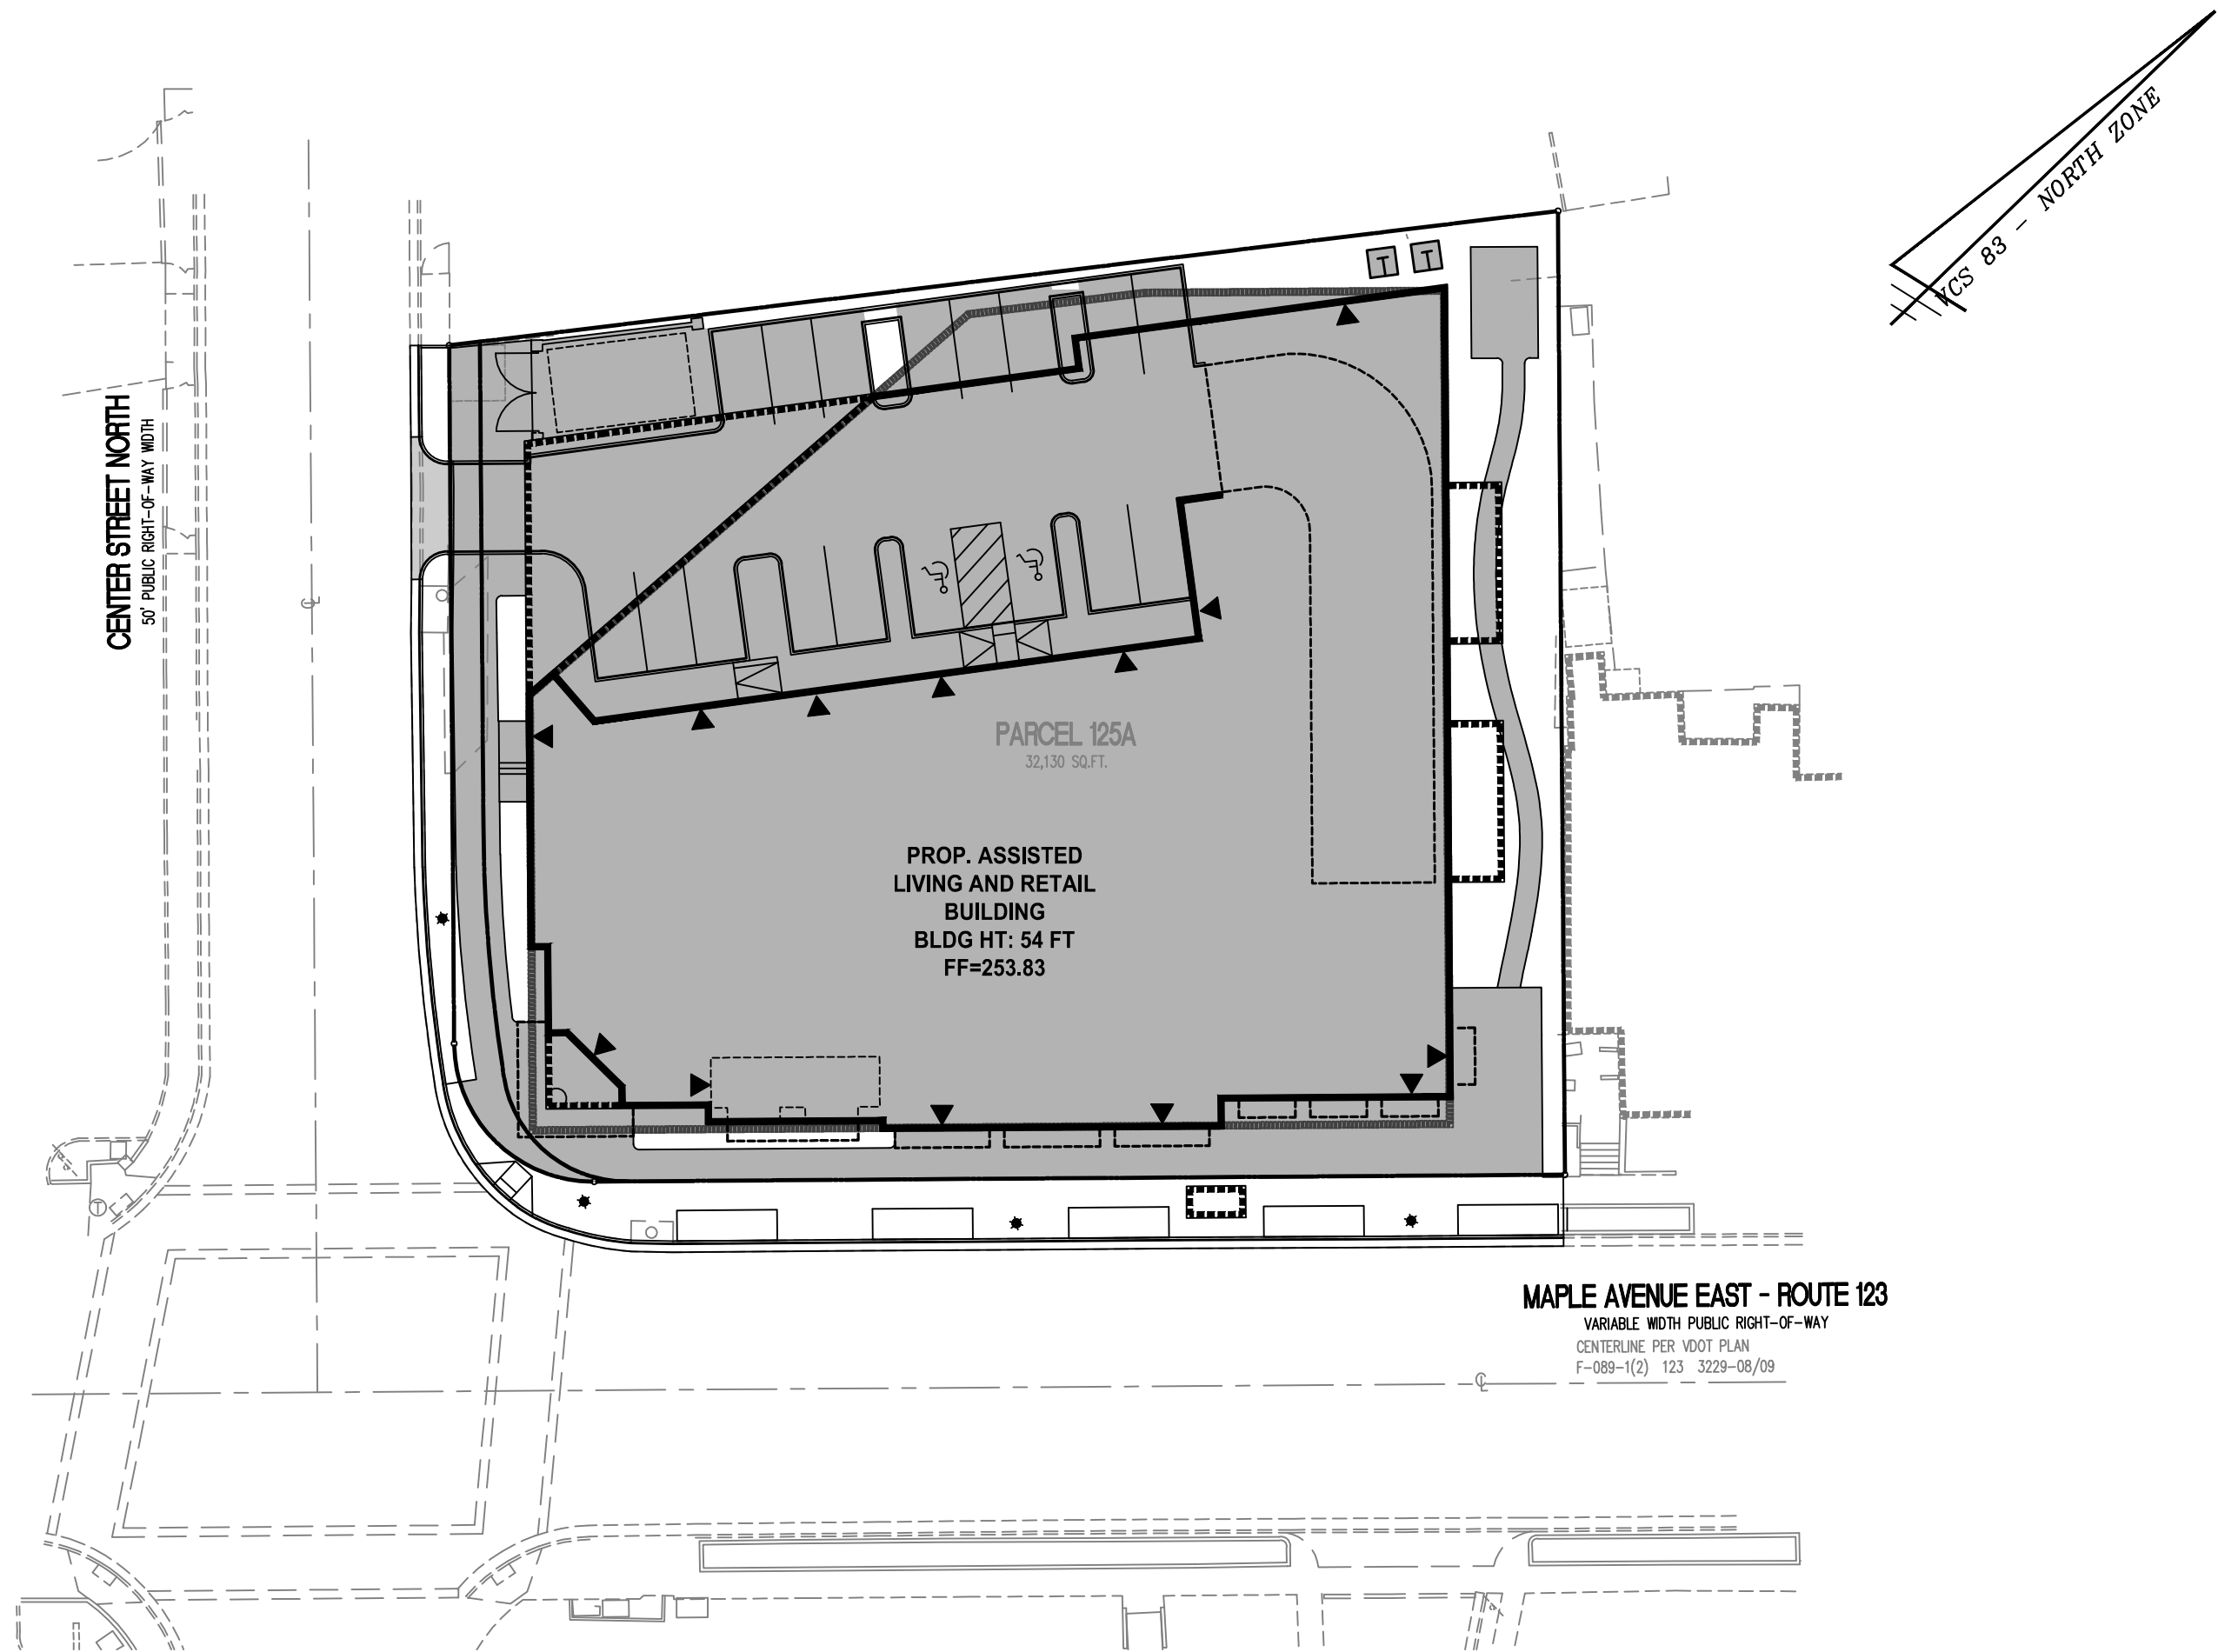 VCS 83 - NORTH ZONE
CENTER STREET NORTH
50' PUBLIC RIGHT-OF-WAY WIDTH
T
T
PARCEL 125A
32,130 SQ.FT.
PROP. ASSISTED
LIVING AND RETAIL
BUILDING
BLDG HT: 54 FT
FF=253.83
T
MAPLE AVENUE EAST - ROUTE 123
VARIABLE WIDTH PUBLIC RIGHT-OF-WAY
CENTERLINE PER VDOT PLAN
F-089-1(2) 123 3229-08/09